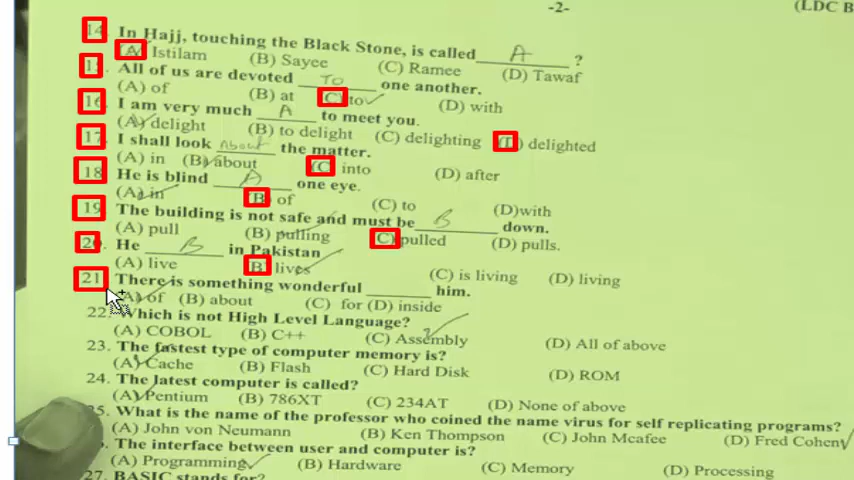 -2-
(LDC B
14. In Hajj, touching the Black Stone, is called A ?
(A) Istilam (B) Sayee (C) Ramee (D) Tawaf
15. All of us are devoted TO one another.
(A) of (B) at (C) to (D) with
16. I am very much A to meet you.
(A) delight (B) to delight (C) delighting (D) delighted
17. I shall look About the matter.
(A) in (B) about (C) into (D) after
18. He is blind A one eye.
(A) in (B) of (C) to (D)with
19. The building is not safe and must be B down.
(A) pull (B) pulling (C) pulled (D) pulls.
20. He B in Pakistan
(A) live (B) lives (C) is living (D) living
21. There is something wonderful him.
(A) of (B) about (C) for (D) inside
22. Which is not High Level Language?
(A) COBOL (B) C++ (C) Assembly (D) All of above
23. The fastest type of computer memory is?
(A) Cache (B) Flash (C) Hard Disk (D) ROM
24. The latest computer is called?
(A) Pentium (B) 786XT (C) 234AT (D) None of above
25. What is the name of the professor who coined the name virus for self replicating programs?
(A) John von Neumann (B) Ken Thompson (C) John Mcafee (D) Fred Cohen
The interface between user and computer is?
(A) Programming (B) Hardware (C) Memory (D) Processing
27. BASIC stands for?